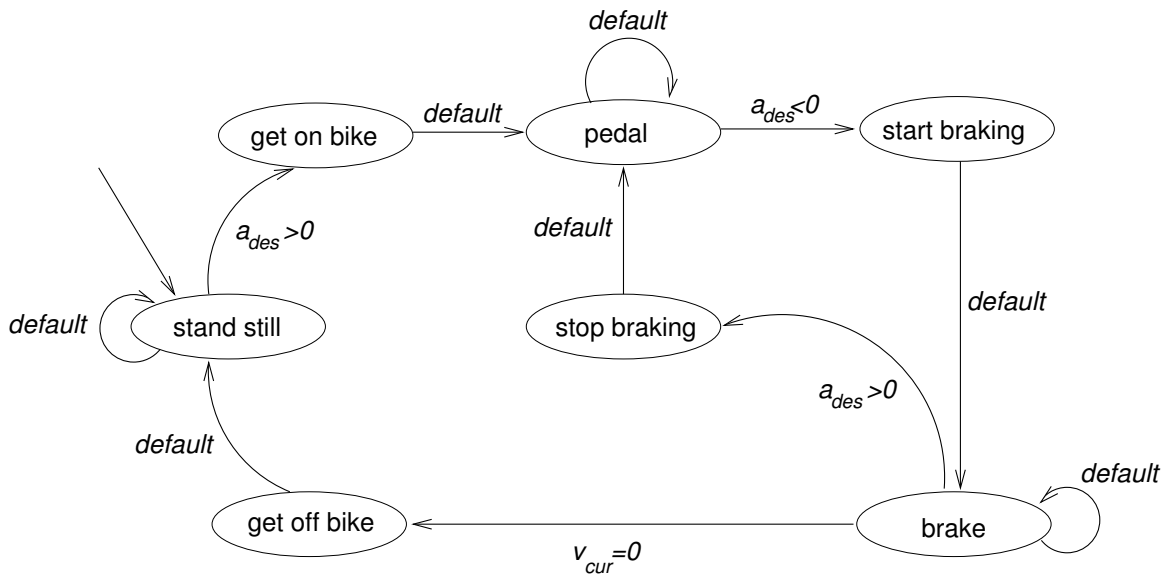 default
get on bike
default
pedal
a_des<0
start braking
a_des >0
default
default
stand still
stop braking
default
default
a_des >0
default
get off bike
default
brake
v_cur=0